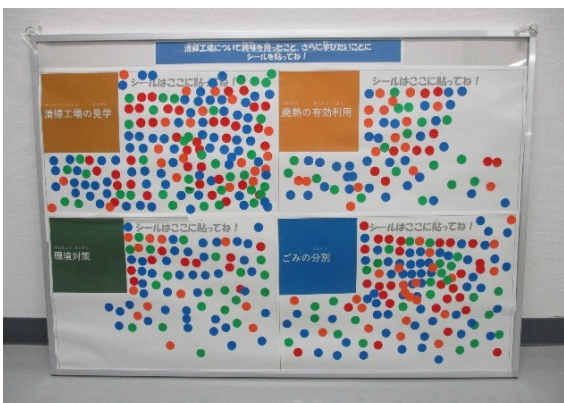 清掃工場について興味を持ったこと、さらに学びたいことに
シールを貼ってね！
シールはここに貼ってね！
清掃工場の見学
シールはここに貼ってね！
廃熱の有効利用
シールはここに貼ってね！
環境対策
シールはここに貼ってね！
ごみの分別